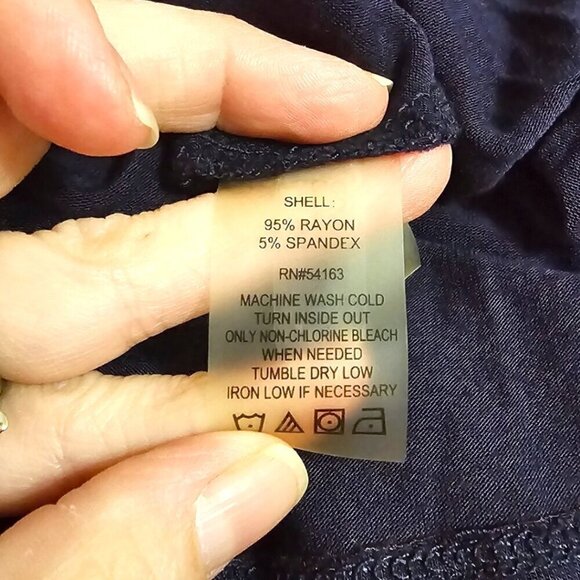 SHELL:
95% RAYON
5% SPANDEX
RN#54163
MACHINE WASH COLD
TURN INSIDE OUT
ONLY NON-CHLORINE BLEACH
WHEN NEEDED
TUMBLE DRY LOW
IRON LOW IF NECESSARY